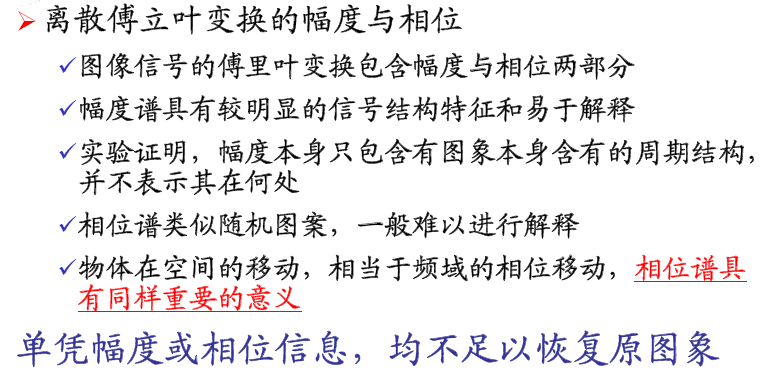 离散傅立叶变换的幅度与相位
图像信号的傅里叶变换包含幅度与相位两部分
幅度谱具有较明显的信号结构特征和易于解释
实验证明，幅度本身只包含有图象本身含有的周期结构，
并不表示其在何处
相位谱类似随机图案，一般难以进行解释
物体在空间的移动，相当于频域的相位移动，相位谱具
有同样重要的意义
单凭幅度或相位信息，均不足以恢复原图象